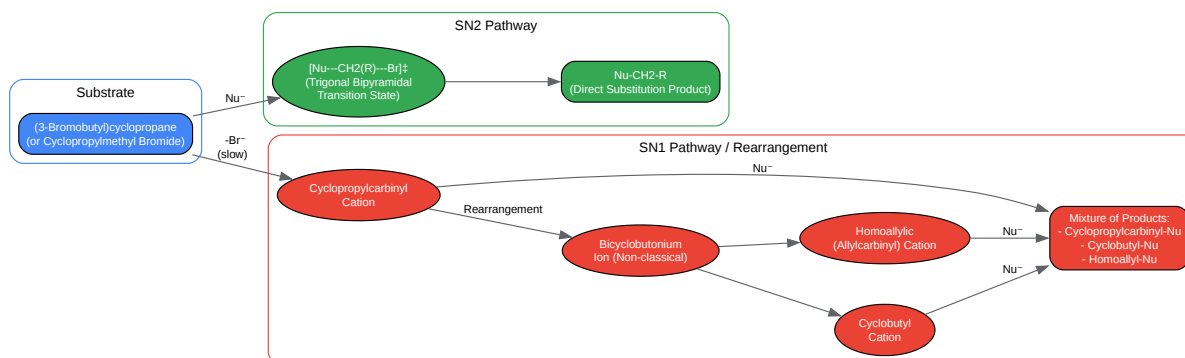 SN2 Pathway
[Nu---CH2(R)---Br]‡
(Trigonal Bipyramidal
Transition State)
Nu-CH2-R
(Direct Substitution Product)
Substrate
(3-Bromobutyl)cyclopropane
(or Cyclopropylmethyl Bromide)
Nu⁻
-Br⁻
(slow)
SN1 Pathway / Rearrangement
Cyclopropylcarbinyl
Cation
Nu⁻
Rearrangement
Bicyclobutonium
Ion (Non-classical)
Homoallylic
(Allylcarbinyl) Cation
Nu⁻
Cyclobutyl
Cation
Nu⁻
Mixture of Products:
- Cyclopropylcarbinyl-Nu
- Cyclobutyl-Nu
- Homoallyl-Nu